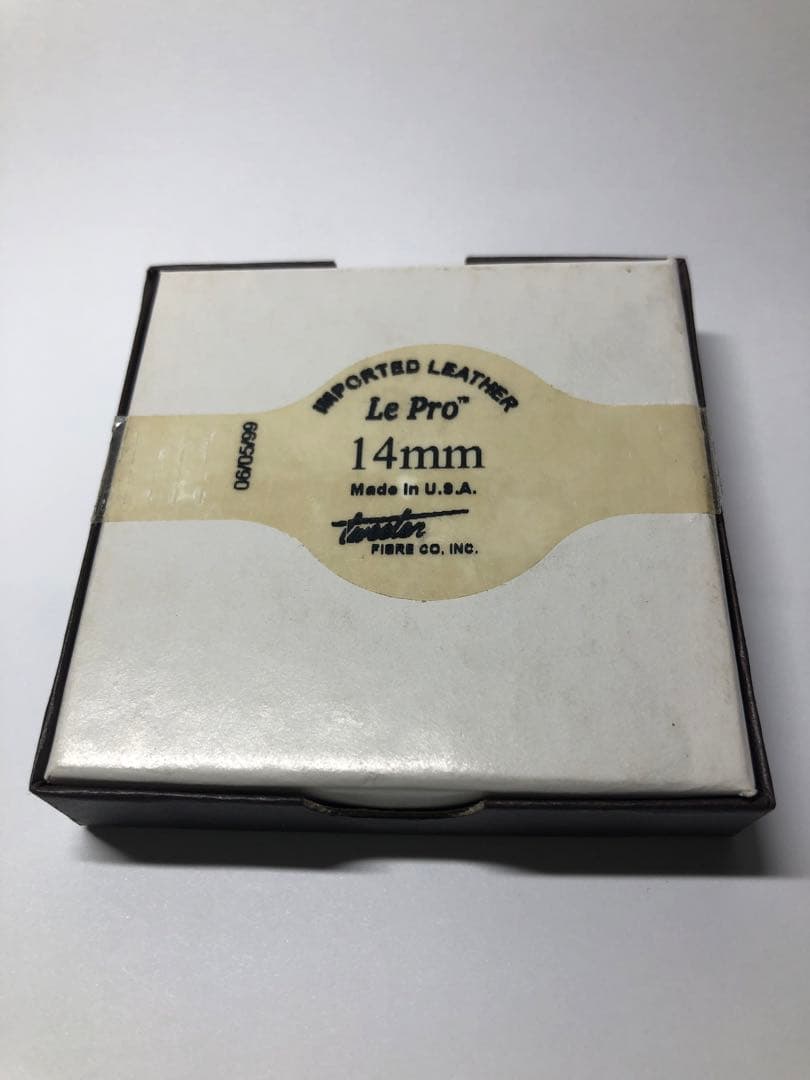 IMPORTED LEATHER
Le Pro™
14mm
Made in U.S.A.
tweeten
FIBRE CO, INC.
06/05/99